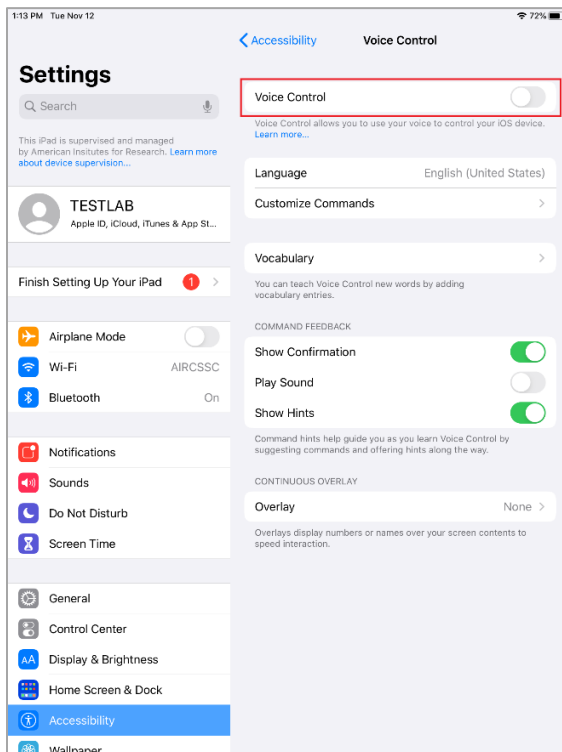 1:13 PM Tue Nov 12
72%
Settings
Search
This iPad is supervised and managed
by American Insitutes for Research. Learn more
about device supervision...
TESTLAB
Apple ID, iCloud, iTunes & App St...
Finish Setting Up Your iPad
1
Airplane Mode
Wi-Fi AIRCSSC
Bluetooth On
Notifications
Sounds
Do Not Disturb
Screen Time
General
Control Center
AA Display & Brightness
Home Screen & Dock
Accessibility
Wallpaper
Accessibility
Voice Control
Voice Control
Voice Control allows you to use your voice to control your iOS device.
Learn more...
Language English (United States)
Customize Commands
Vocabulary
You can teach Voice Control new words by adding
vocabulary entries.
COMMAND FEEDBACK
Show Confirmation
Play Sound
Show Hints
Command hints help guide you as you learn Voice Control by
suggesting commands and offering hints along the way.
CONTINUOUS OVERLAY
Overlay None
Overlays display numbers or names over your screen contents to
speed interaction.